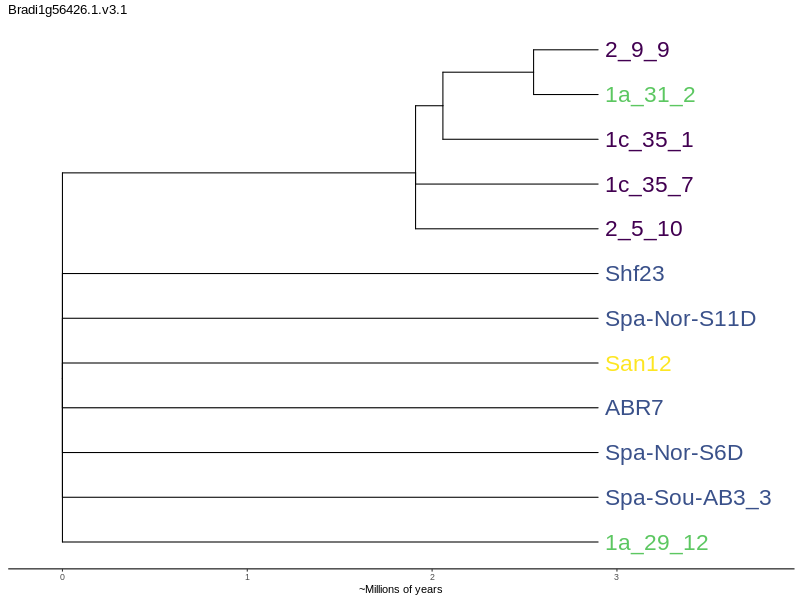 Bradi1g56426.1.v3.1
2_9_9
1a_31_2
1c_35_1
1c_35_7
2_5_10
Shf23
Spa-Nor-S11D
San12
ABR7
Spa-Nor-S6D
Spa-Sou-AB3_3
1a_29_12
0 1 2 3
~Millions of years